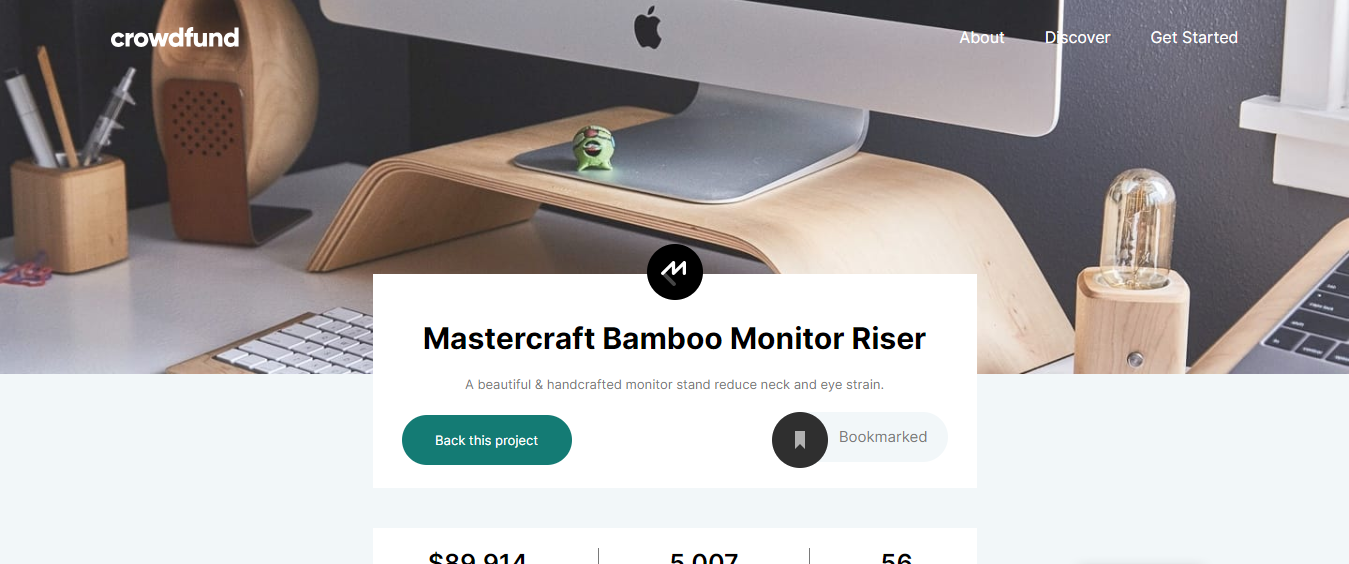 crowdfund
About Discover Get Started
Mastercraft Bamboo Monitor Riser
A beautiful & handcrafted monitor stand reduce neck and eye strain.
Back this project
Bookmarked
$89,914 5,007 56